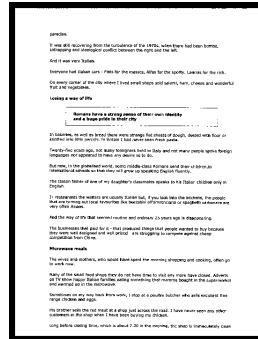 paradise.
It was still recovering from the turbulence of the 1970s, when there had been bombs,
kidnapping and ideological conflict between the right and the left.
And it was very Italian.
Everyone had Italian cars - Fiats for the masses, Alfas for the sporty, Lancias for the rich.
On every corner of the city where I lived small shops sold salami, ham, cheese and wonderful
fruit and vegetables.
Losing a way of life
Romans have a strong sense of their own identity
and a huge pride in their city
In bakeries, as well as bread there were strange flat sheets of dough, dusted with flour or
Twenty-five years ago, not many foreigners lived in Italy and not many people spoke foreign
languages nor appeared to have any desire to do so.
But now, in the globalised world, some middle-class Romans send their children to
international schools so that they will grow up speaking English fluently.
The Italian father of one of my daughter's classmates speaks to his Italian children only in
English.
In restaurants the waiters are usually Italian but, if you look into the kitchens, the people
that are turning out local favourites like bucatini all'amatriciana or spaghetti carbonara are
very often Asians.
And the way of life that seemed routine and ordinary 25 years ago is disappearing.
The businesses that paid for it - that produced things that people wanted to buy because
they were well designed and well priced - are struggling to compete against cheap
competition from China.
Microwave meals
The wives and mothers, who would have spent the morning shopping and cooking, often go
to work now.
Many of the small food shops they do not have time to visit any more have closed. Adverts
on TV show happy Italian families eating something that mamma bought in the supermarket
and warmed up in the microwave.
Sometimes on my way back from work, I stop at a poultry butcher who sells excellent free
range chicken and eggs.
His brother sells the red meat at a shop just across the road. I have never seen any other
customers in the shop when I have been buying my chicken.
Long before closing time, which is about 7.30 in the evening, the shop is immaculately clean